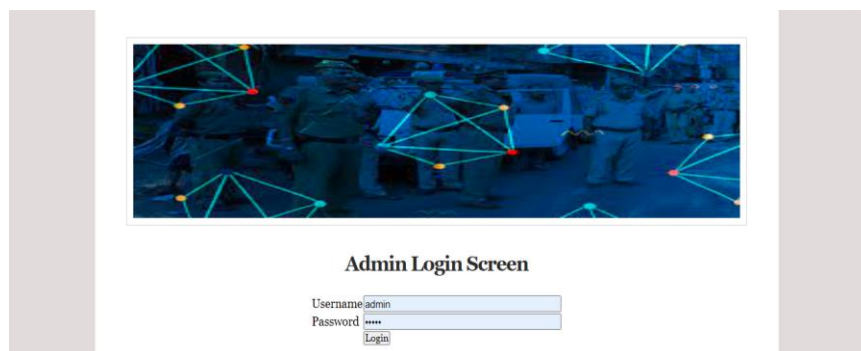 Admin Login Screen
Username admin
Password •••••
Login